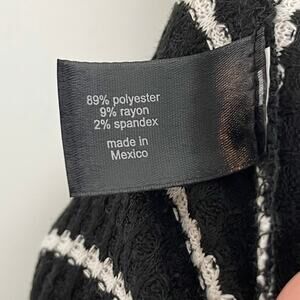 89% polyester
9% rayon
2% spandex
made in
Mexico